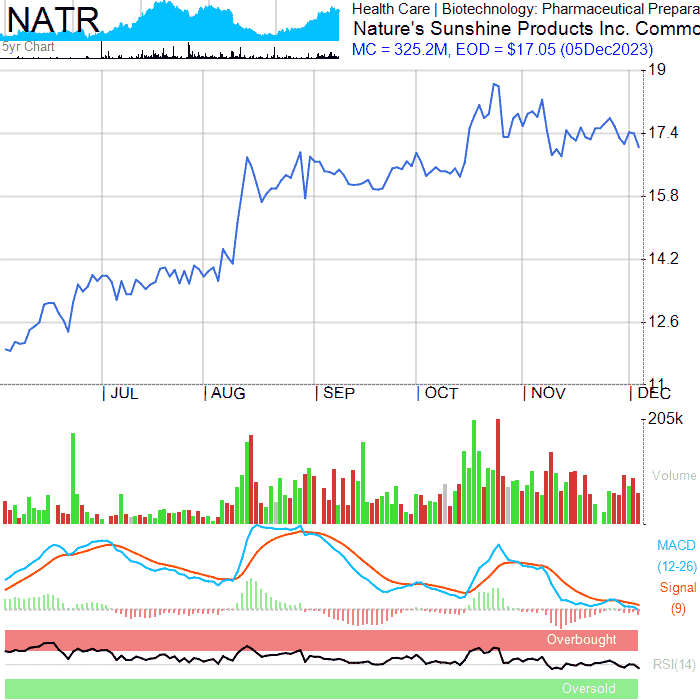 NATR
5yr Chart
Health Care | Biotechnology: Pharmaceutical Prepara
Nature's Sunshine Products Inc. Commo
MC = 325.2M, EOD = $17.05 (05Dec2023)
19
17.4
15.8
14.2
12.6
11
JUL
AUG
SEP
OCT
NOV
DEC
205k
Volume
MACD
(12-26)
Signal
(9)
Overbought
RSI(14)
Oversold